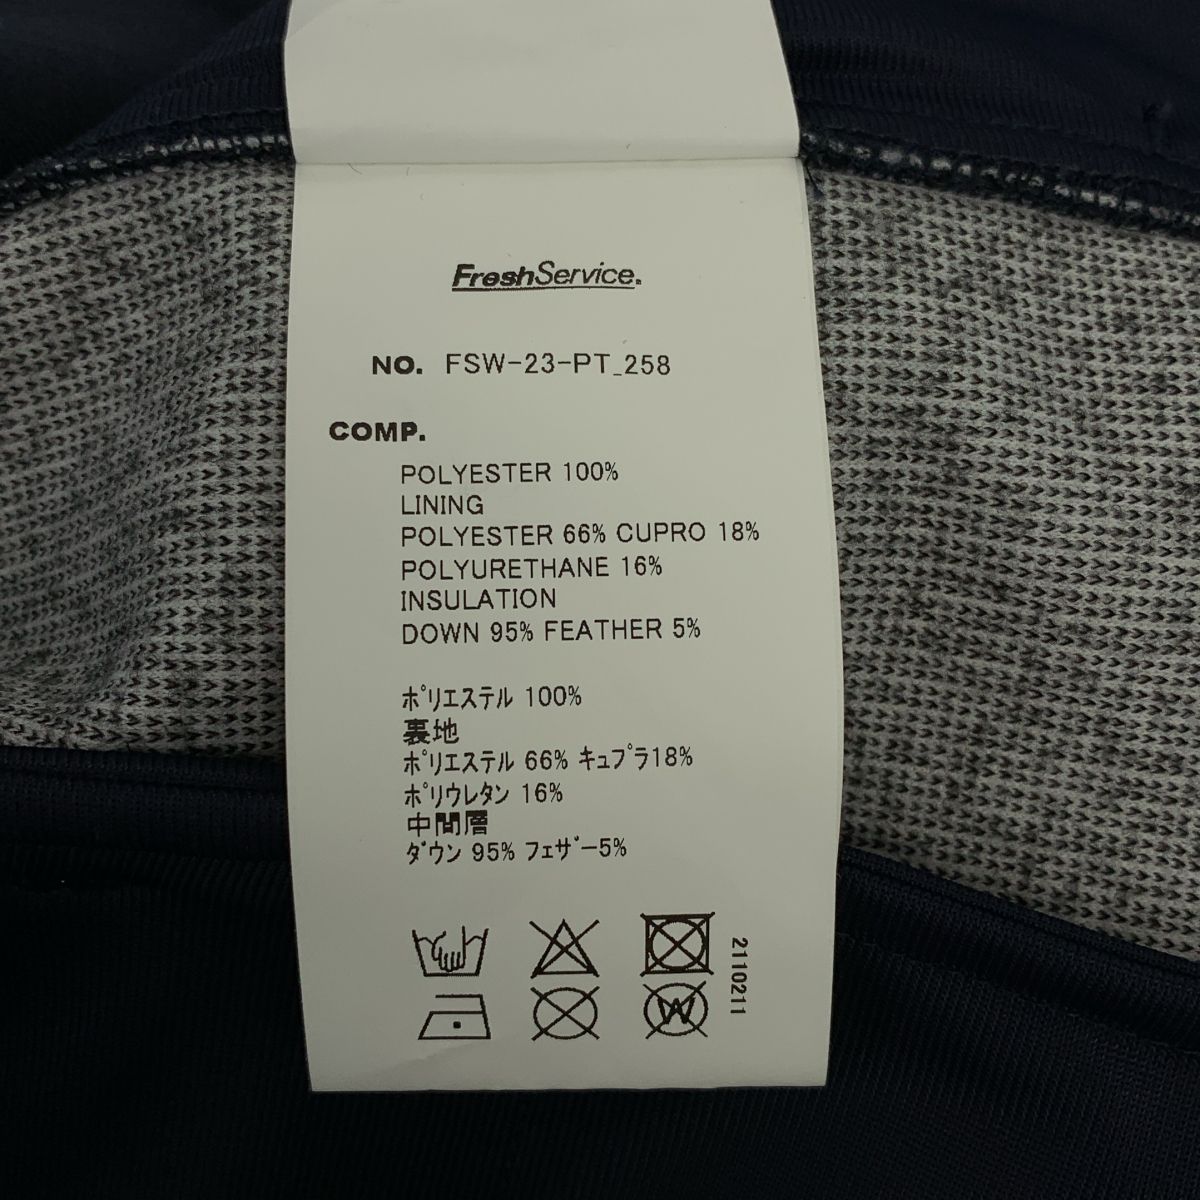 FreshService.
NO. FSW-23-PT_258
COMP.
POLYESTER 100%
LINING
POLYESTER 66% CUPRO 18%
POLYURETHANE 16%
INSULATION
DOWN 95% FEATHER 5%
ﾎﾟﾘｴｽﾃﾙ 100%
裏地
ﾎﾟﾘｴｽﾃﾙ 66% ｷｭﾌﾟﾗ18%
ﾎﾟﾘｳﾚﾀﾝ 16%
中間層
ﾀﾞｳﾝ 95% ﾌｪｻﾞｰ5%
W
2110211